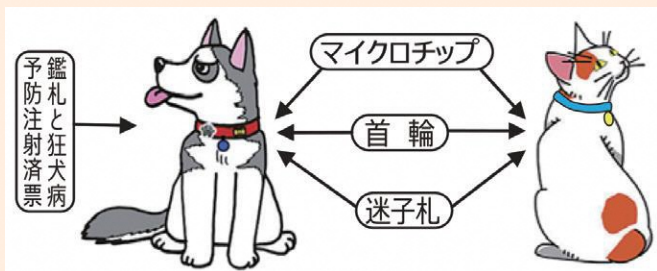 鑑札と狂犬病
予防注射済票
マイクロチップ
首輪
迷子札